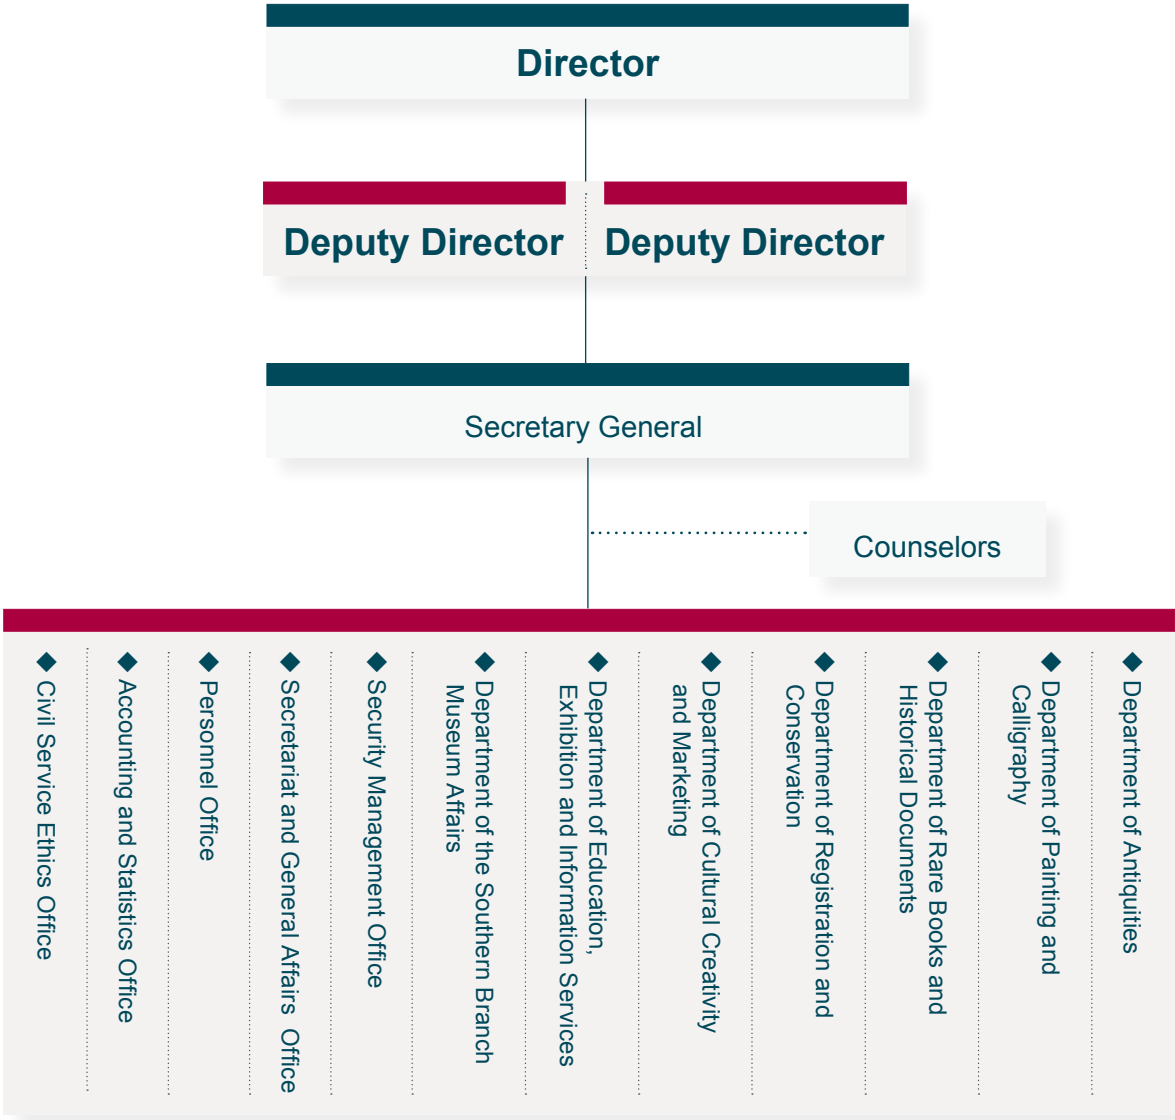 Director
Deputy Director
Deputy Director
Secretary General
Counselors
◆ Department of Antiquities
◆ Department of Painting and
Calligraphy
◆ Department of Rare Books and
Historical Documents
◆ Department of Registration and
Conservation
◆ Department of Cultural Creativity
and Marketing
◆ Department of Education,
Exhibition and Information Services
◆ Department of the Southern Branch
Museum Affairs
◆ Security Management Office
◆ Secretariat and General Affairs Office
◆ Personnel Office
◆ Accounting and Statistics Office
◆ Civil Service Ethics Office